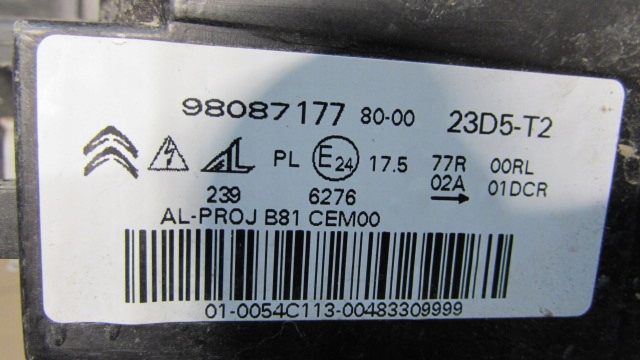 98087177 80-00 23D5-T2
AL PL E24 17.5 77R 00RL
239 6276 02A → 01DCR
AL-PROJ B81 CEM00
01-0054C113-00483309999